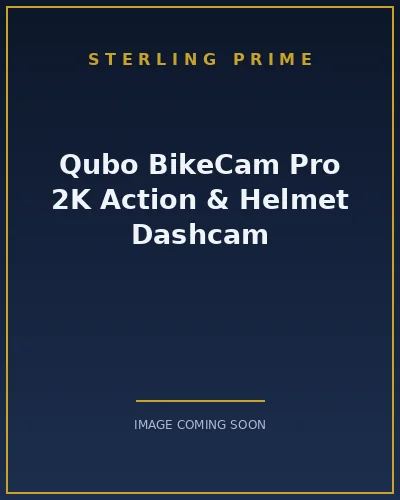 STERLING PRIME
Qubo BikeCam Pro
2K Action & Helmet
Dashcam
IMAGE COMING SOON